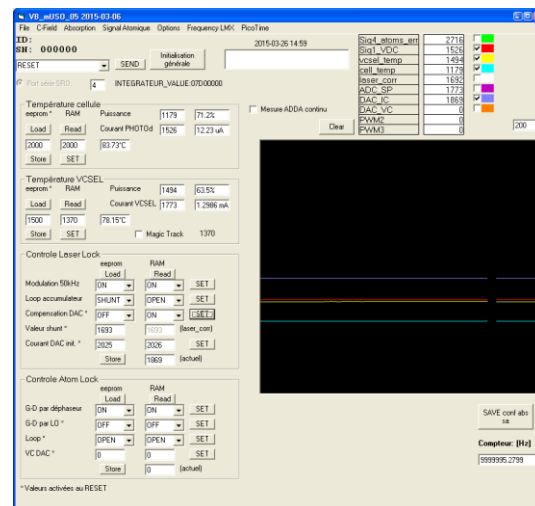 VB_mUSO_05 2015-03-06
File C-Field Absorption Signal Atomique Options Frequency LMX PicoTime
ID:
SN: 000000
Initialisation générale
2015-03-26 14:59
RESET SEND
Port série SRO: 4 INTEGRATEUR_VALUE:07D00000
Sig4_atoms_err 2716
Sig1_VDC 1526
vcsel_temp 1494
cell_temp 1179
laser_corr 1692
ADC_SP 1773
DAC_IC 1869
DAC_VC 0
PWM2 0
PWM3 0
Mesure ADDA continu
Clear
200
Température cellule
eeprom * RAM Puissance 1179 71.2%
Load Read Courant PHOTOd 1526 12.23 uA
2000 2000 83.73°C
Store SET
Température VCSEL
eeprom * RAM Puissance 1494 63.5%
Load Read Courant VCSEL 1773 1.2986 mA
1500 1370 78.15°C
Store SET Magic Track 1370
Controle Laser Lock
eeprom RAM
Load Read
Modulation 50kHz ON ON SET
Loop accumulateur SHUNT OPEN SET
Compensation DAC * OFF ON SET
Valeur shunt * 1693 1693 (laser_corr)
Courant DAC init. * 2025 2026 SET
Store 1869 (actuel)
Controle Atom Lock
eeprom RAM
Load Read
G-D par déphaseur ON ON SET
G-D par LO * OFF OFF SET
Loop * OPEN OPEN SET
VC DAC * 0 0 SET
Store 0 (actuel)
SAVE conf abs sa
Compteur: [Hz]
9999995.2799
*Valeurs activées au RESET